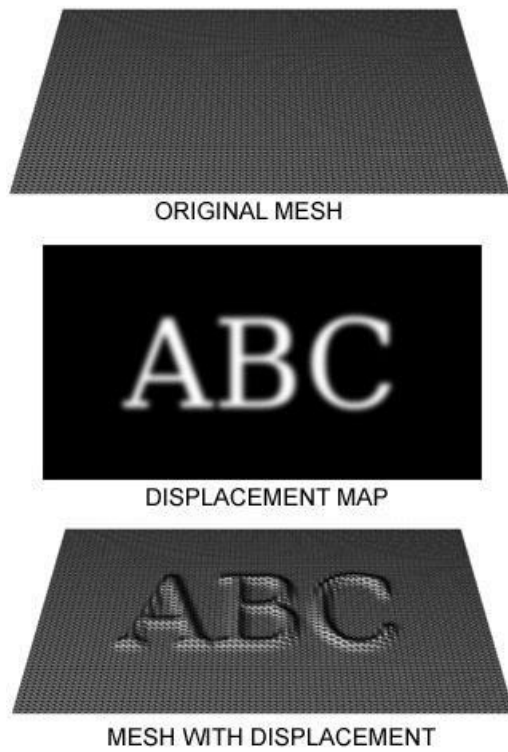 ORIGINAL MESH
ABC
DISPLACEMENT MAP
ABC
MESH WITH DISPLACEMENT